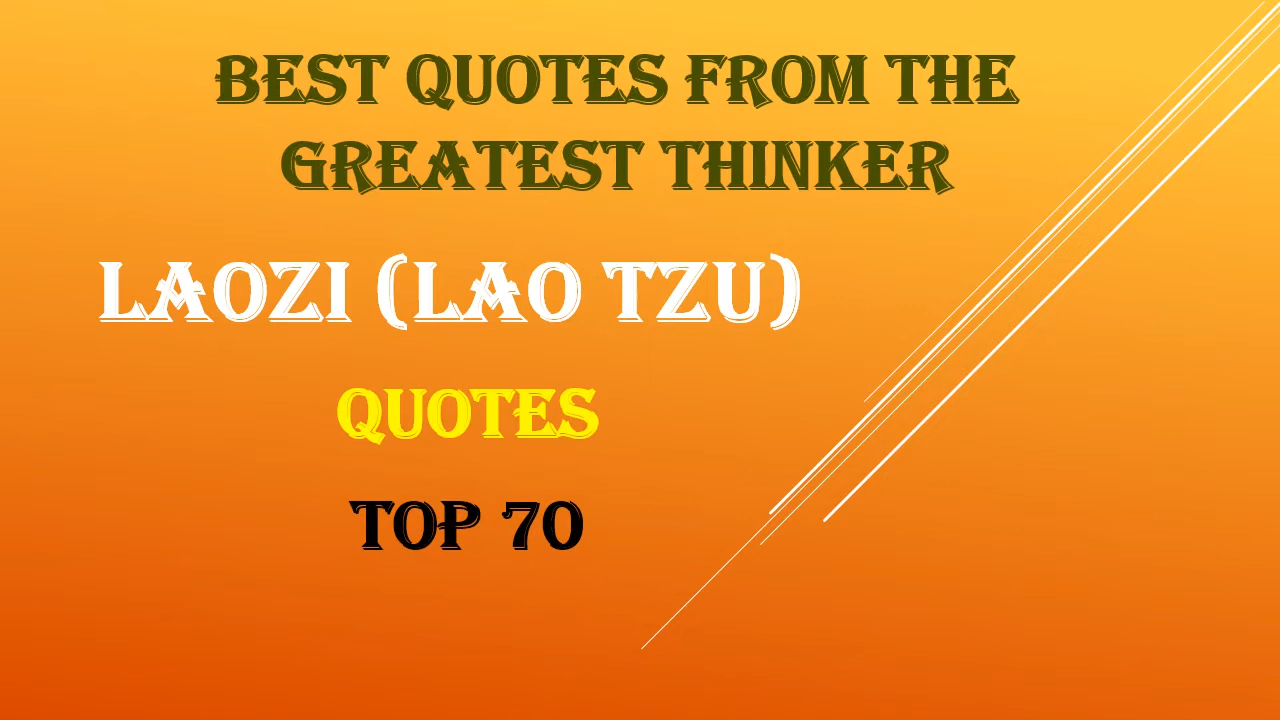 BEST QUOTES FROM THE
GREATEST THINKER
LAOZI (LAO TZU)
QUOTES
TOP 70